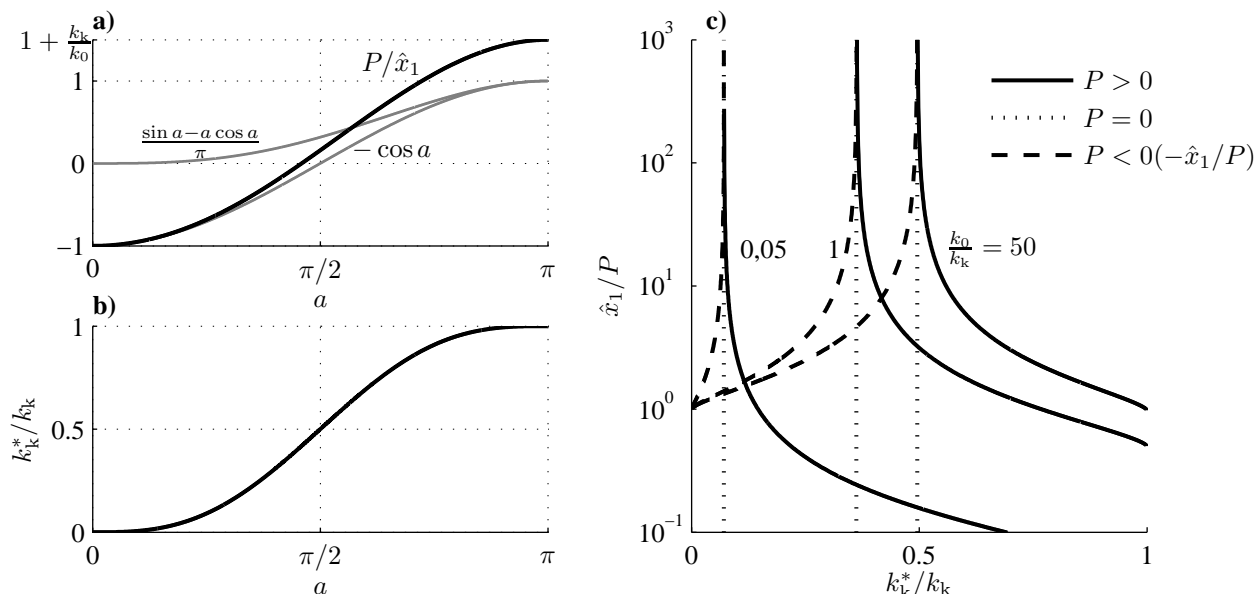 a)
1 + k_k/k_0
1
0
−1
P/x̂_1
(sin a−a cos a)/π
− cos a
0
π/2
π
a
b)
1
0.5
0
k_k^*/k_k
0
π/2
π
a
c)
10^3
10^2
10^1
10^0
10^−1
x̂_1/P
0,05
1
k_0/k_k = 50
P > 0
P = 0
P < 0(−x̂_1/P)
0
0.5
1
k_k^*/k_k